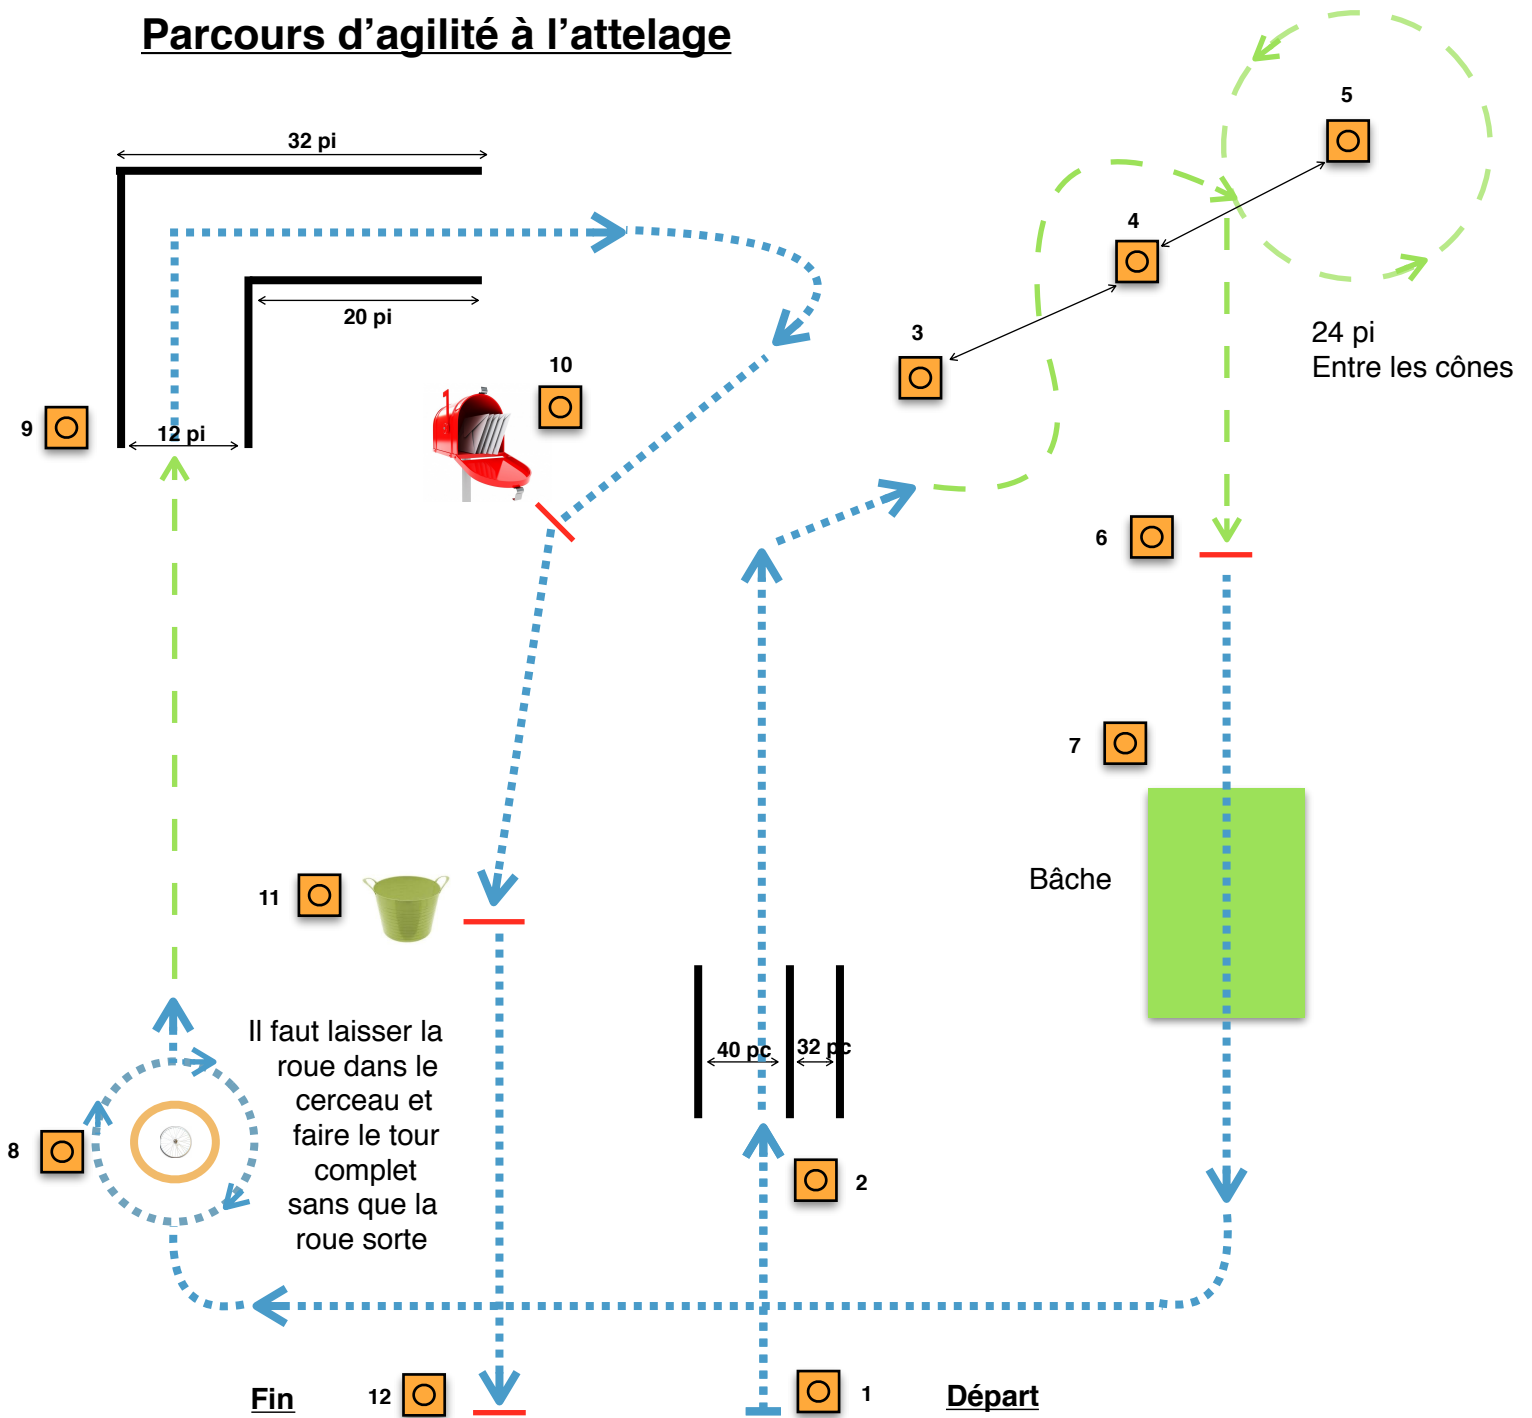 Parcours d’agilité à l’attelage
5
32 pi
4
20 pi
3
24 pi
Entre les cônes
10
9
12 pi
6
7
Bâche
11
Il faut laisser la
roue dans le
cerceau et
faire le tour
complet
sans que la
roue sorte
40 pc
32 pc
8
2
Fin
12
1
Départ